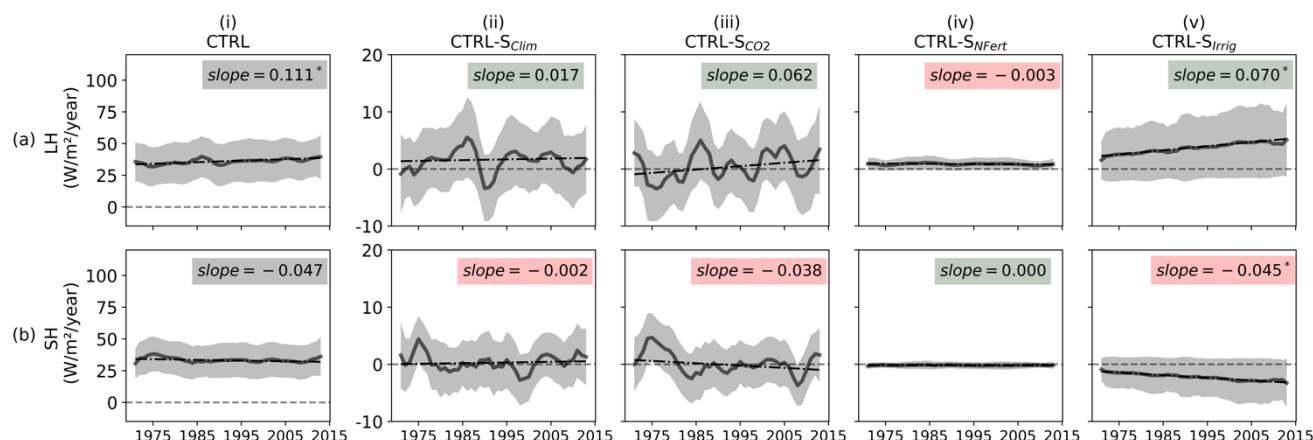 (i) (ii) (iii) (iv) (v)
CTRL CTRL-S_Clim CTRL-S_CO2 CTRL-S_NFert CTRL-S_Irrig
(a) LH
(W/m²/year)
100
75
50
25
0
slope = 0.111*
20
10
0
-10
slope = 0.017
slope = 0.062
slope = −0.003
slope = 0.070*
(b) SH
(W/m²/year)
100
75
50
25
0
slope = −0.047
20
10
0
-10
slope = −0.002
slope = −0.038
slope = 0.000
slope = −0.045*
1975 1985 1995 2005 2015 1975 1985 1995 2005 2015 1975 1985 1995 2005 2015 1975 1985 1995 2005 2015 1975 1985 1995 2005 2015